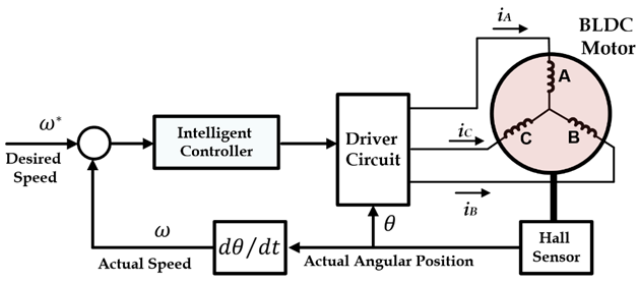 i_A
BLDC
Motor
A
ω*
Desired
Speed
Intelligent
Controller
Driver
Circuit
i_C
C
B
i_B
θ
ω
Actual Speed
dθ/dt
Actual Angular Position
Hall
Sensor